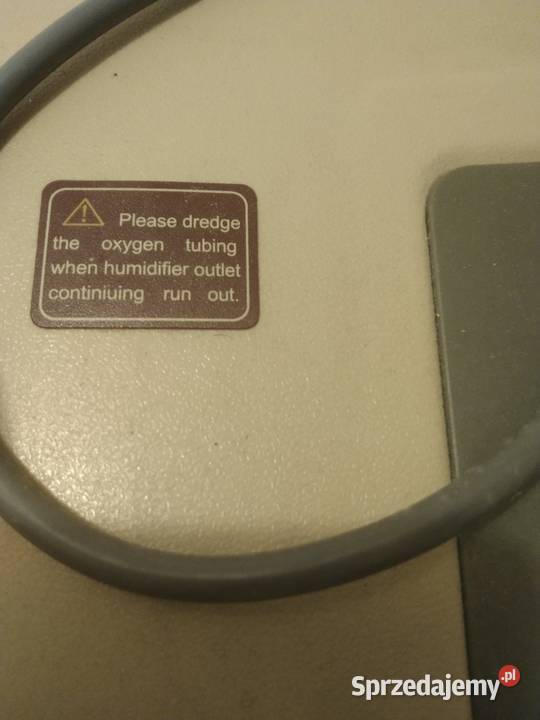 Please dredge
the oxygen tubing
when humidifier outlet
continiuing run out.
Sprzedajemy.pl